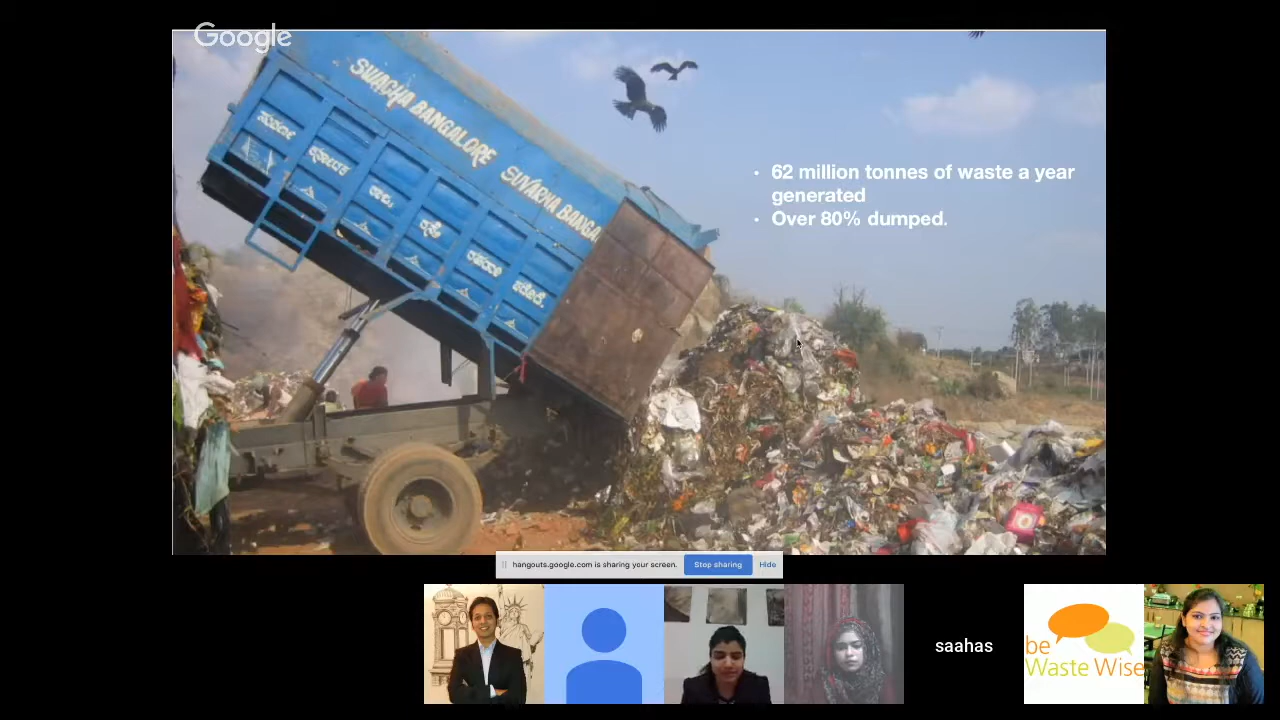 Google
SWACHA BANGALORE SUVARNA BANGA
• 62 million tonnes of waste a year
generated
• Over 80% dumped.
hangouts.google.com is sharing your screen. Stop sharing Hide
saahas
be
Waste Wise